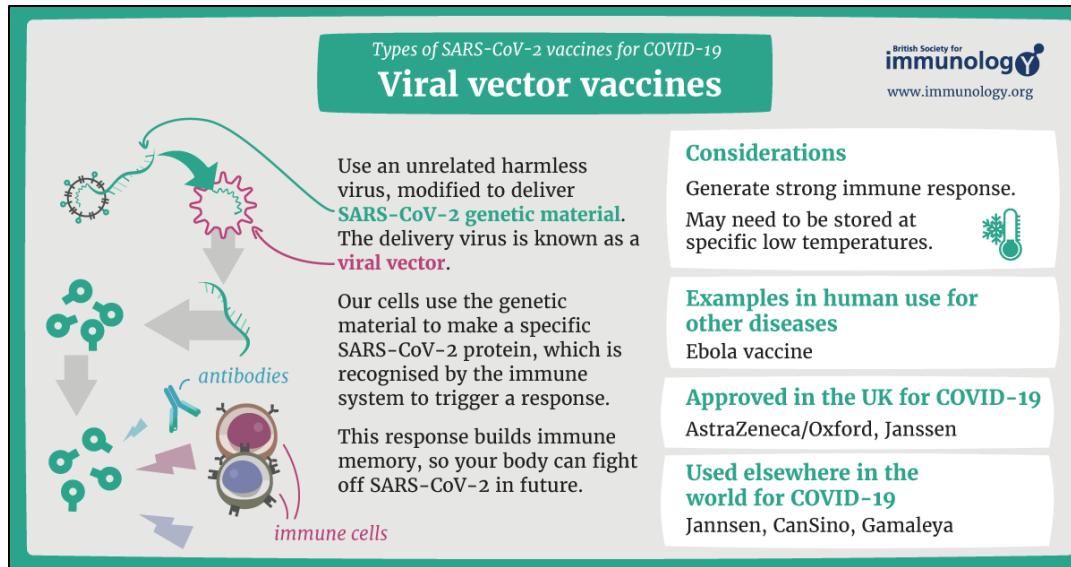 Types of SARS-CoV-2 vaccines for COVID-19
Viral vector vaccines
British Society for
immunology
www.immunology.org
Use an unrelated harmless
virus, modified to deliver
SARS-CoV-2 genetic material.
The delivery virus is known as a
viral vector.
Our cells use the genetic
material to make a specific
SARS-CoV-2 protein, which is
recognised by the immune
system to trigger a response.
This response builds immune
memory, so your body can fight
off SARS-CoV-2 in future.
antibodies
immune cells
Considerations
Generate strong immune response.
May need to be stored at
specific low temperatures.
Examples in human use for
other diseases
Ebola vaccine
Approved in the UK for COVID-19
AstraZeneca/Oxford, Janssen
Used elsewhere in the
world for COVID-19
Jannsen, CanSino, Gamaleya